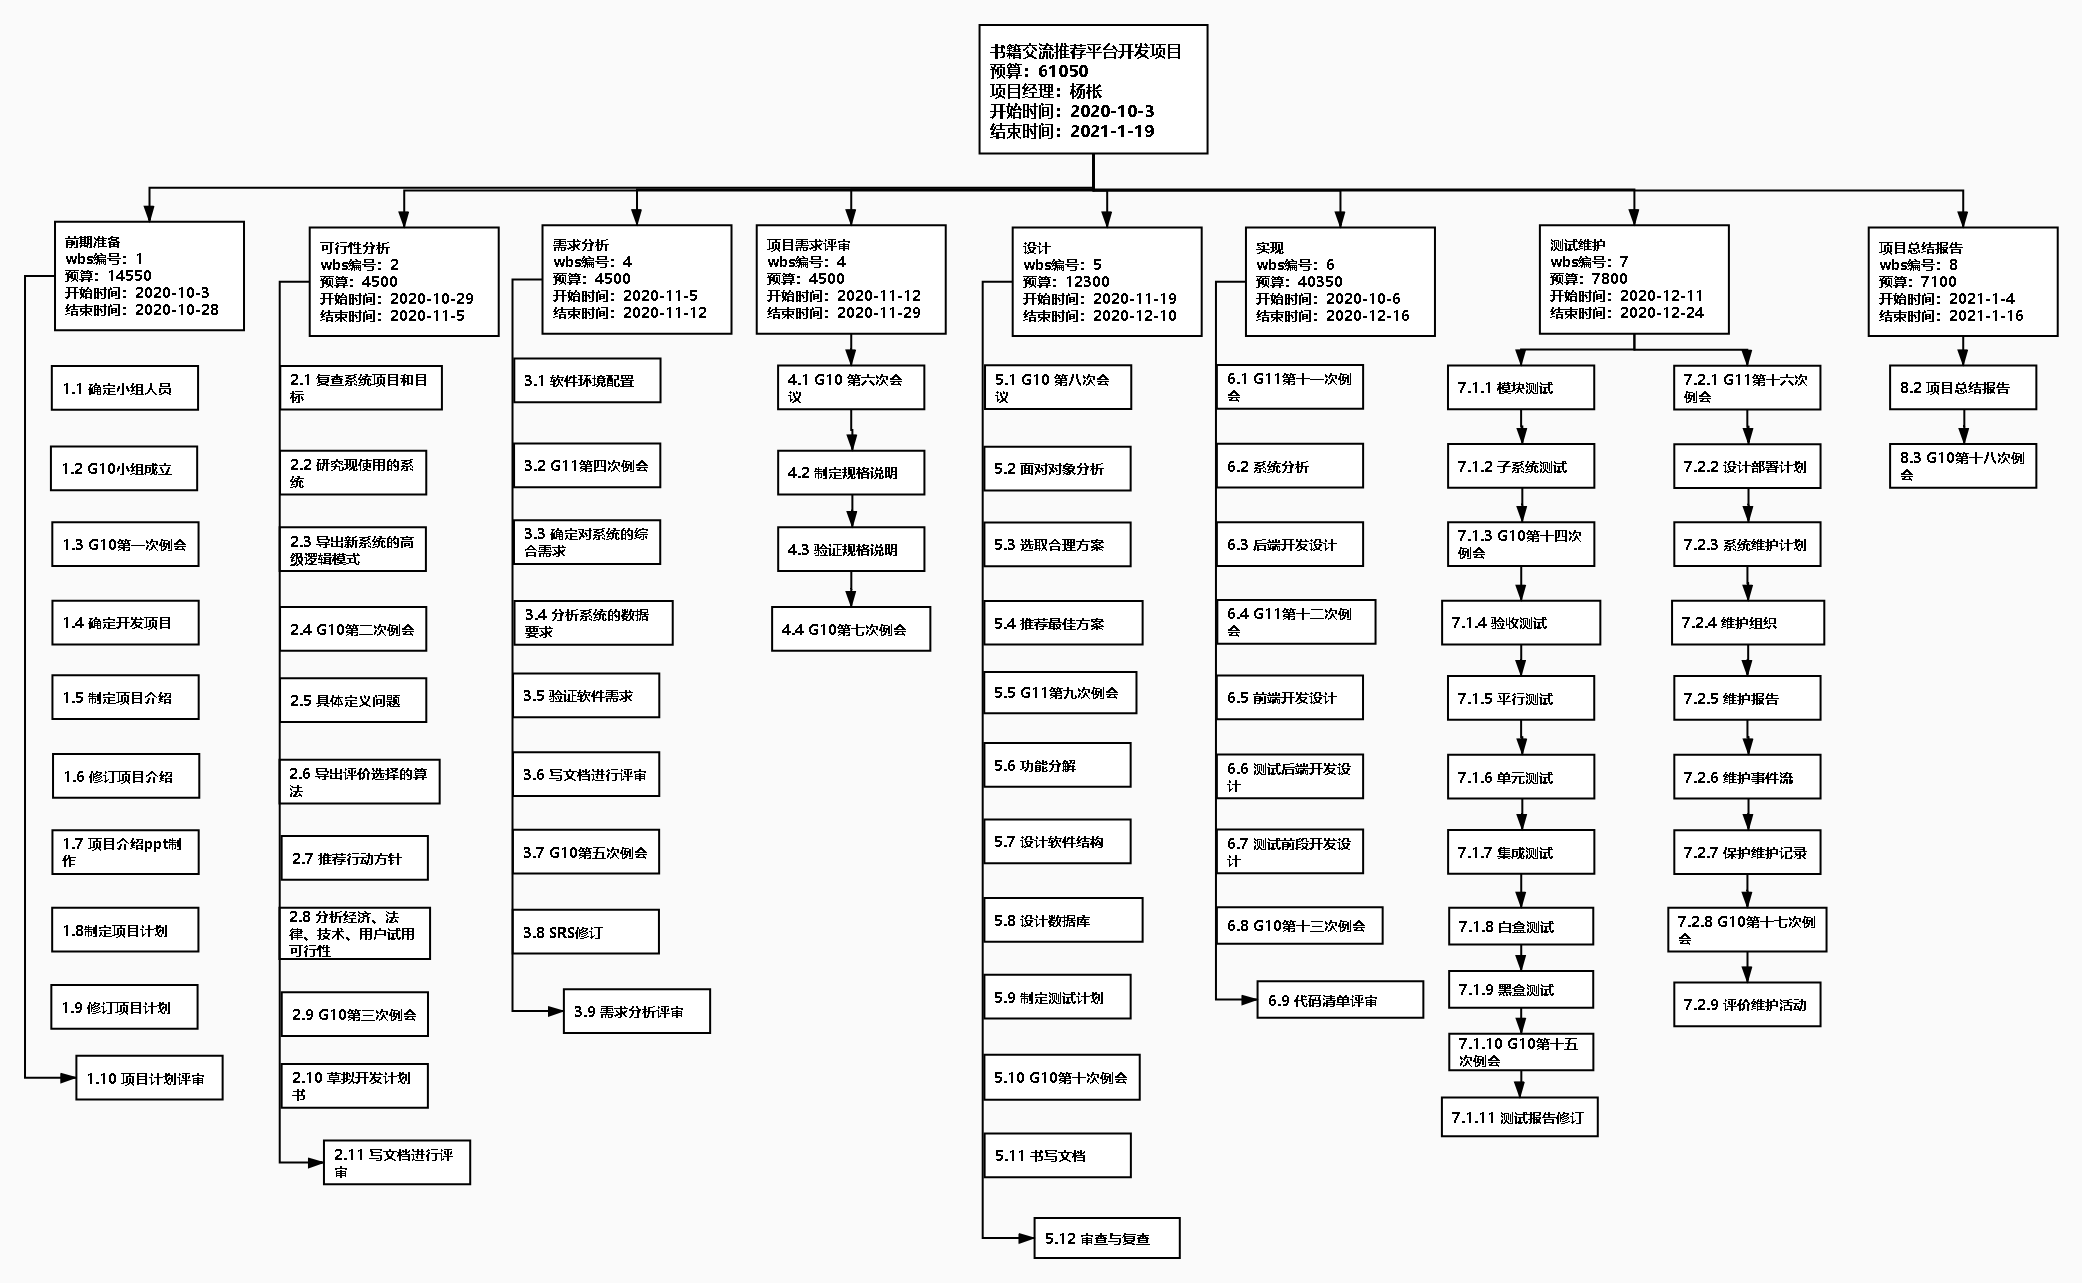 书籍交流推荐平台开发项目
预算：61050
项目经理：杨枨
开始时间：2020-10-3
结束时间：2021-1-19
前期准备
wbs编号：1
预算：14550
开始时间：2020-10-3
结束时间：2020-10-28
1.1 确定小组人员
1.2 G10小组成立
1.3 G10第一次例会
1.4 确定开发项目
1.5 制定项目介绍
1.6 修订项目介绍
1.7 项目介绍ppt制
作
1.8制定项目计划
1.9 修订项目计划
1.10 项目计划评审
可行性分析
wbs编号：2
预算：4500
开始时间：2020-10-29
结束时间：2020-11-5
2.1 复查系统项目和目
标
2.2 研究现使用的系
统
2.3 导出新系统的高
级逻辑模式
2.4 G10第二次例会
2.5 具体定义问题
2.6 导出评价选择的算
法
2.7 推荐行动方针
2.8 分析经济、法
律、技术、用户试用
可行性
2.9 G10第三次例会
2.10 草拟开发计划
书
2.11 写文档进行评
审
需求分析
wbs编号：4
预算：4500
开始时间：2020-11-5
结束时间：2020-11-12
3.1 软件环境配置
3.2 G11第四次例会
3.3 确定对系统的综
合需求
3.4 分析系统的数据
要求
3.5 验证软件需求
3.6 写文档进行评审
3.7 G10第五次例会
3.8 SRS修订
3.9 需求分析评审
项目需求评审
wbs编号：4
预算：4500
开始时间：2020-11-12
结束时间：2020-11-29
4.1 G10 第六次会
议
4.2 制定规格说明
4.3 验证规格说明
4.4 G10第七次例会
设计
wbs编号：5
预算：12300
开始时间：2020-11-19
结束时间：2020-12-10
5.1 G10 第八次会
议
5.2 面对对象分析
5.3 选取合理方案
5.4 推荐最佳方案
5.5 G11第九次例会
5.6 功能分解
5.7 设计软件结构
5.8 设计数据库
5.9 制定测试计划
5.10 G10第十次例会
5.11 书写文档
5.12 审查与复查
实现
wbs编号：6
预算：40350
开始时间：2020-10-6
结束时间：2020-12-16
6.1 G11第十一次例
会
6.2 系统分析
6.3 后端开发设计
6.4 G11第十二次例
会
6.5 前端开发设计
6.6 测试后端开发设
计
6.7 测试前段开发设
计
6.8 G10第十三次例会
6.9 代码清单评审
测试维护
wbs编号：7
预算：7800
开始时间：2020-12-11
结束时间：2020-12-24
7.1.1 模块测试
7.1.2 子系统测试
7.1.3 G10第十四次
例会
7.1.4 验收测试
7.1.5 平行测试
7.1.6 单元测试
7.1.7 集成测试
7.1.8 白盒测试
7.1.9 黑盒测试
7.1.10 G10第十五
次例会
7.1.11 测试报告修订
7.2.1 G11第十六次
例会
7.2.2 设计部署计划
7.2.3 系统维护计划
7.2.4 维护组织
7.2.5 维护报告
7.2.6 维护事件流
7.2.7 保护维护记录
7.2.8 G10第十七次例
会
7.2.9 评价维护活动
项目总结报告
wbs编号：8
预算：7100
开始时间：2021-1-4
结束时间：2021-1-16
8.2 项目总结报告
8.3 G10第十八次例
会